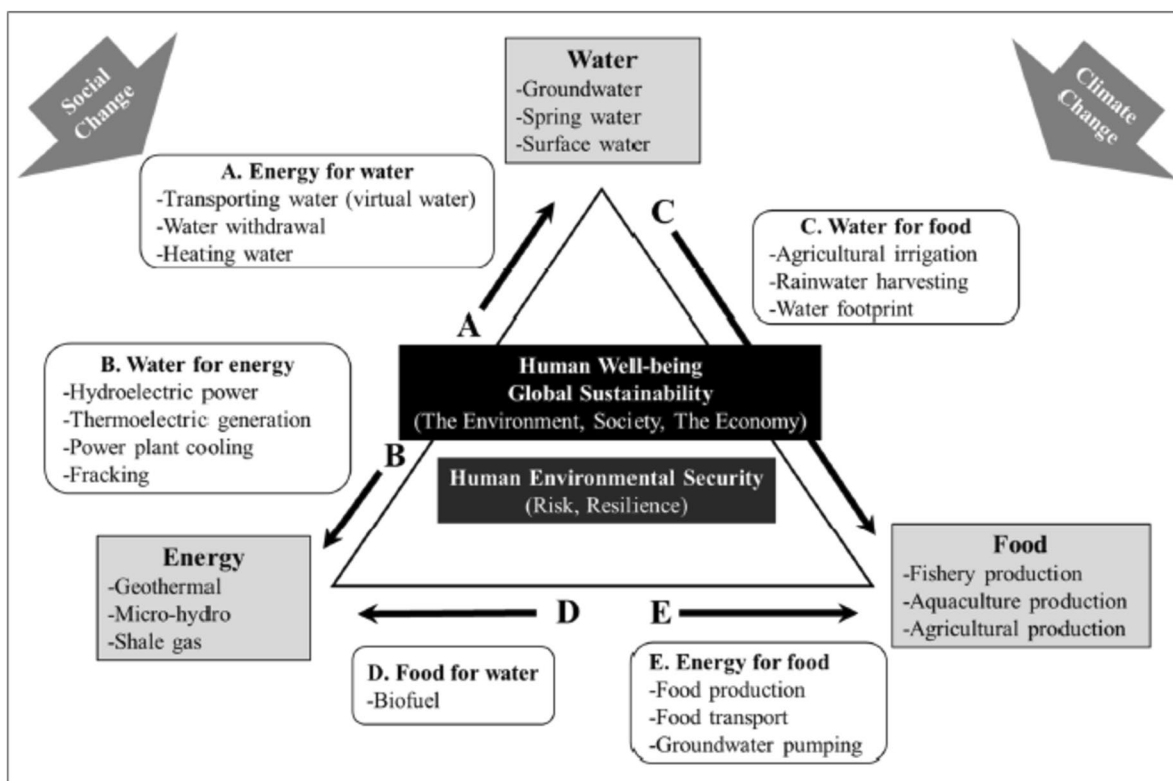 Social
Change
Water
-Groundwater
-Spring water
-Surface water
Climate
Change
A. Energy for water
-Transporting water (virtual water)
-Water withdrawal
-Heating water
C
C. Water for food
-Agricultural irrigation
-Rainwater harvesting
-Water footprint
A
B. Water for energy
-Hydroelectric power
-Thermoelectric generation
-Power plant cooling
-Fracking
Human Well-being
Global Sustainability
(The Environment, Society, The Economy)
B
Human Environmental Security
(Risk, Resilience)
Energy
-Geothermal
-Micro-hydro
-Shale gas
Food
-Fishery production
-Aquaculture production
-Agricultural production
D
E
D. Food for water
-Biofuel
E. Energy for food
-Food production
-Food transport
-Groundwater pumping